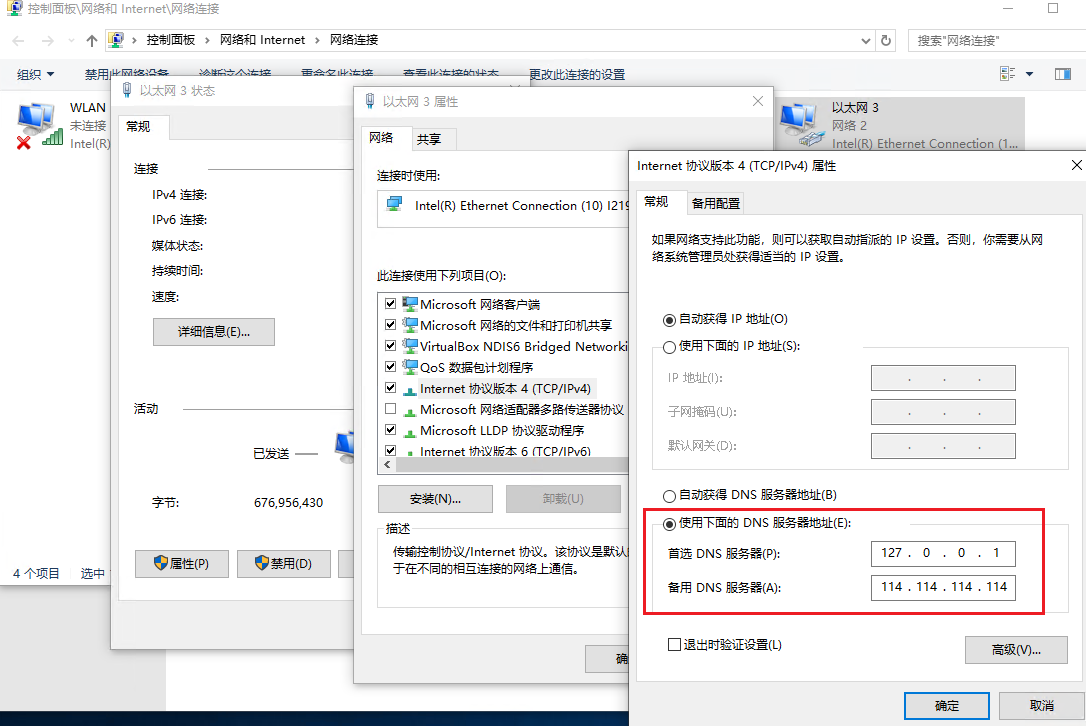 控制面板\网络和 Internet\网络连接
控制面板 › 网络和 Internet › 网络连接
搜索"网络连接"
组织
禁用此网络设备
诊断这个连接
重命名此连接
查看此连接的状态
更改此连接的设置
WLAN
未连接
Intel(R)
以太网 3
网络 2
Intel(R) Ethernet Connection (1...
4 个项目
选中
以太网 3 状态
常规
连接
IPv4 连接:
IPv6 连接:
媒体状态:
持续时间:
速度:
详细信息(E)...
活动
已发送
字节:
676,956,430
属性(P)
禁用(D)
以太网 3 属性
网络
共享
连接时使用:
Intel(R) Ethernet Connection (10) I219
此连接使用下列项目(O):
Microsoft 网络客户端
Microsoft 网络的文件和打印机共享
VirtualBox NDIS6 Bridged Networki
QoS 数据包计划程序
Internet 协议版本 4 (TCP/IPv4)
Microsoft 网络适配器多路传送器协议
Microsoft LLDP 协议驱动程序
Internet 协议版本 6 (TCP/IPv6)
安装(N)...
卸载(U)
描述
传输控制协议/Internet 协议。该协议是默认
于在不同的相互连接的网络上通信。
确
Internet 协议版本 4 (TCP/IPv4) 属性
常规
备用配置
如果网络支持此功能，则可以获取自动指派的 IP 设置。否则，你需要从网
络系统管理员处获得适当的 IP 设置。
自动获得 IP 地址(O)
使用下面的 IP 地址(S):
IP 地址(I):
子网掩码(U):
默认网关(D):
自动获得 DNS 服务器地址(B)
使用下面的 DNS 服务器地址(E):
首选 DNS 服务器(P):
127 . 0 . 0 . 1
备用 DNS 服务器(A):
114 . 114 . 114 . 114
退出时验证设置(L)
高级(V)...
确定
取消